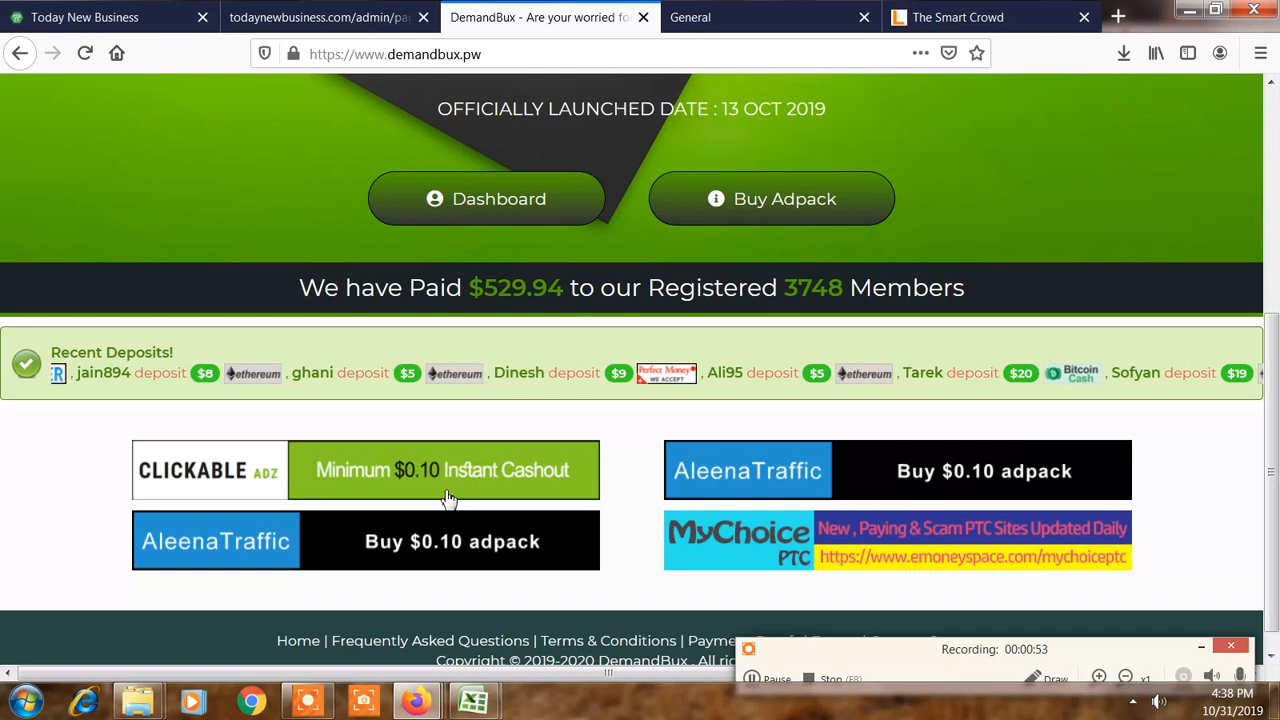 Today New Business
todaynewbusiness.com/admin/pa
DemandBux - Are your worried fo
General
The Smart Crowd
https://www.demandbux.pw
OFFICIALLY LAUNCHED DATE : 13 OCT 2019
Dashboard
Buy Adpack
We have Paid $529.94 to our Registered 3748 Members
Recent Deposits!
, jain894 deposit $8 ethereum , ghani deposit $5 ethereum , Dinesh deposit $9 Perfect Money WE ACCEPT , Ali95 deposit $5 ethereum , Tarek deposit $20 Bitcoin Cash , Sofyan deposit $19
CLICKABLE ADZ Minimum $0.10 Instant Cashout
AleenaTraffic Buy $0.10 adpack
AleenaTraffic Buy $0.10 adpack
MyChoice PTC New , Paying & Scam PTC Sites Updated Daily
https://www.emoneyspace.com/mychoiceptc
Home | Frequently Asked Questions | Terms & Conditions | Payme
Copyright © 2019-2020 DemandBux . All rig
Recording: 00:00:53
Pause Stop (F8) Draw x1
4:38 PM
10/31/2019